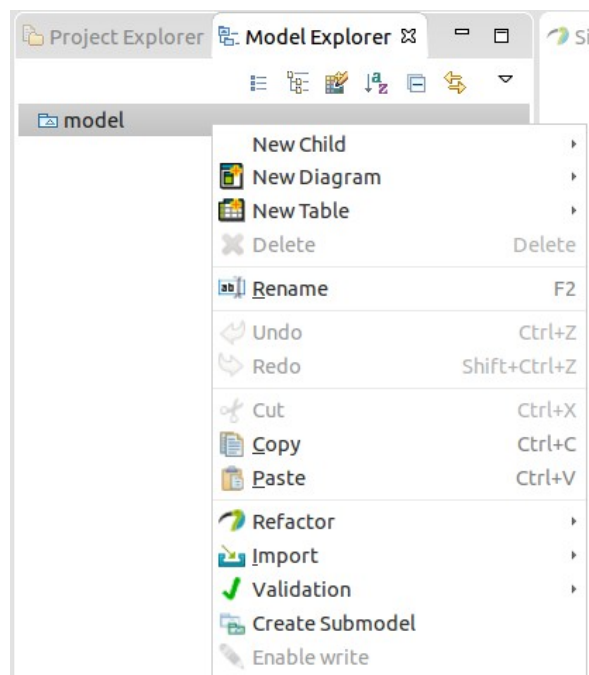 Project Explorer Model Explorer Si
model
New Child
New Diagram
New Table
Delete Delete
Rename F2
Undo Ctrl+Z
Redo Shift+Ctrl+Z
Cut Ctrl+X
Copy Ctrl+C
Paste Ctrl+V
Refactor
Import
Validation
Create Submodel
Enable write